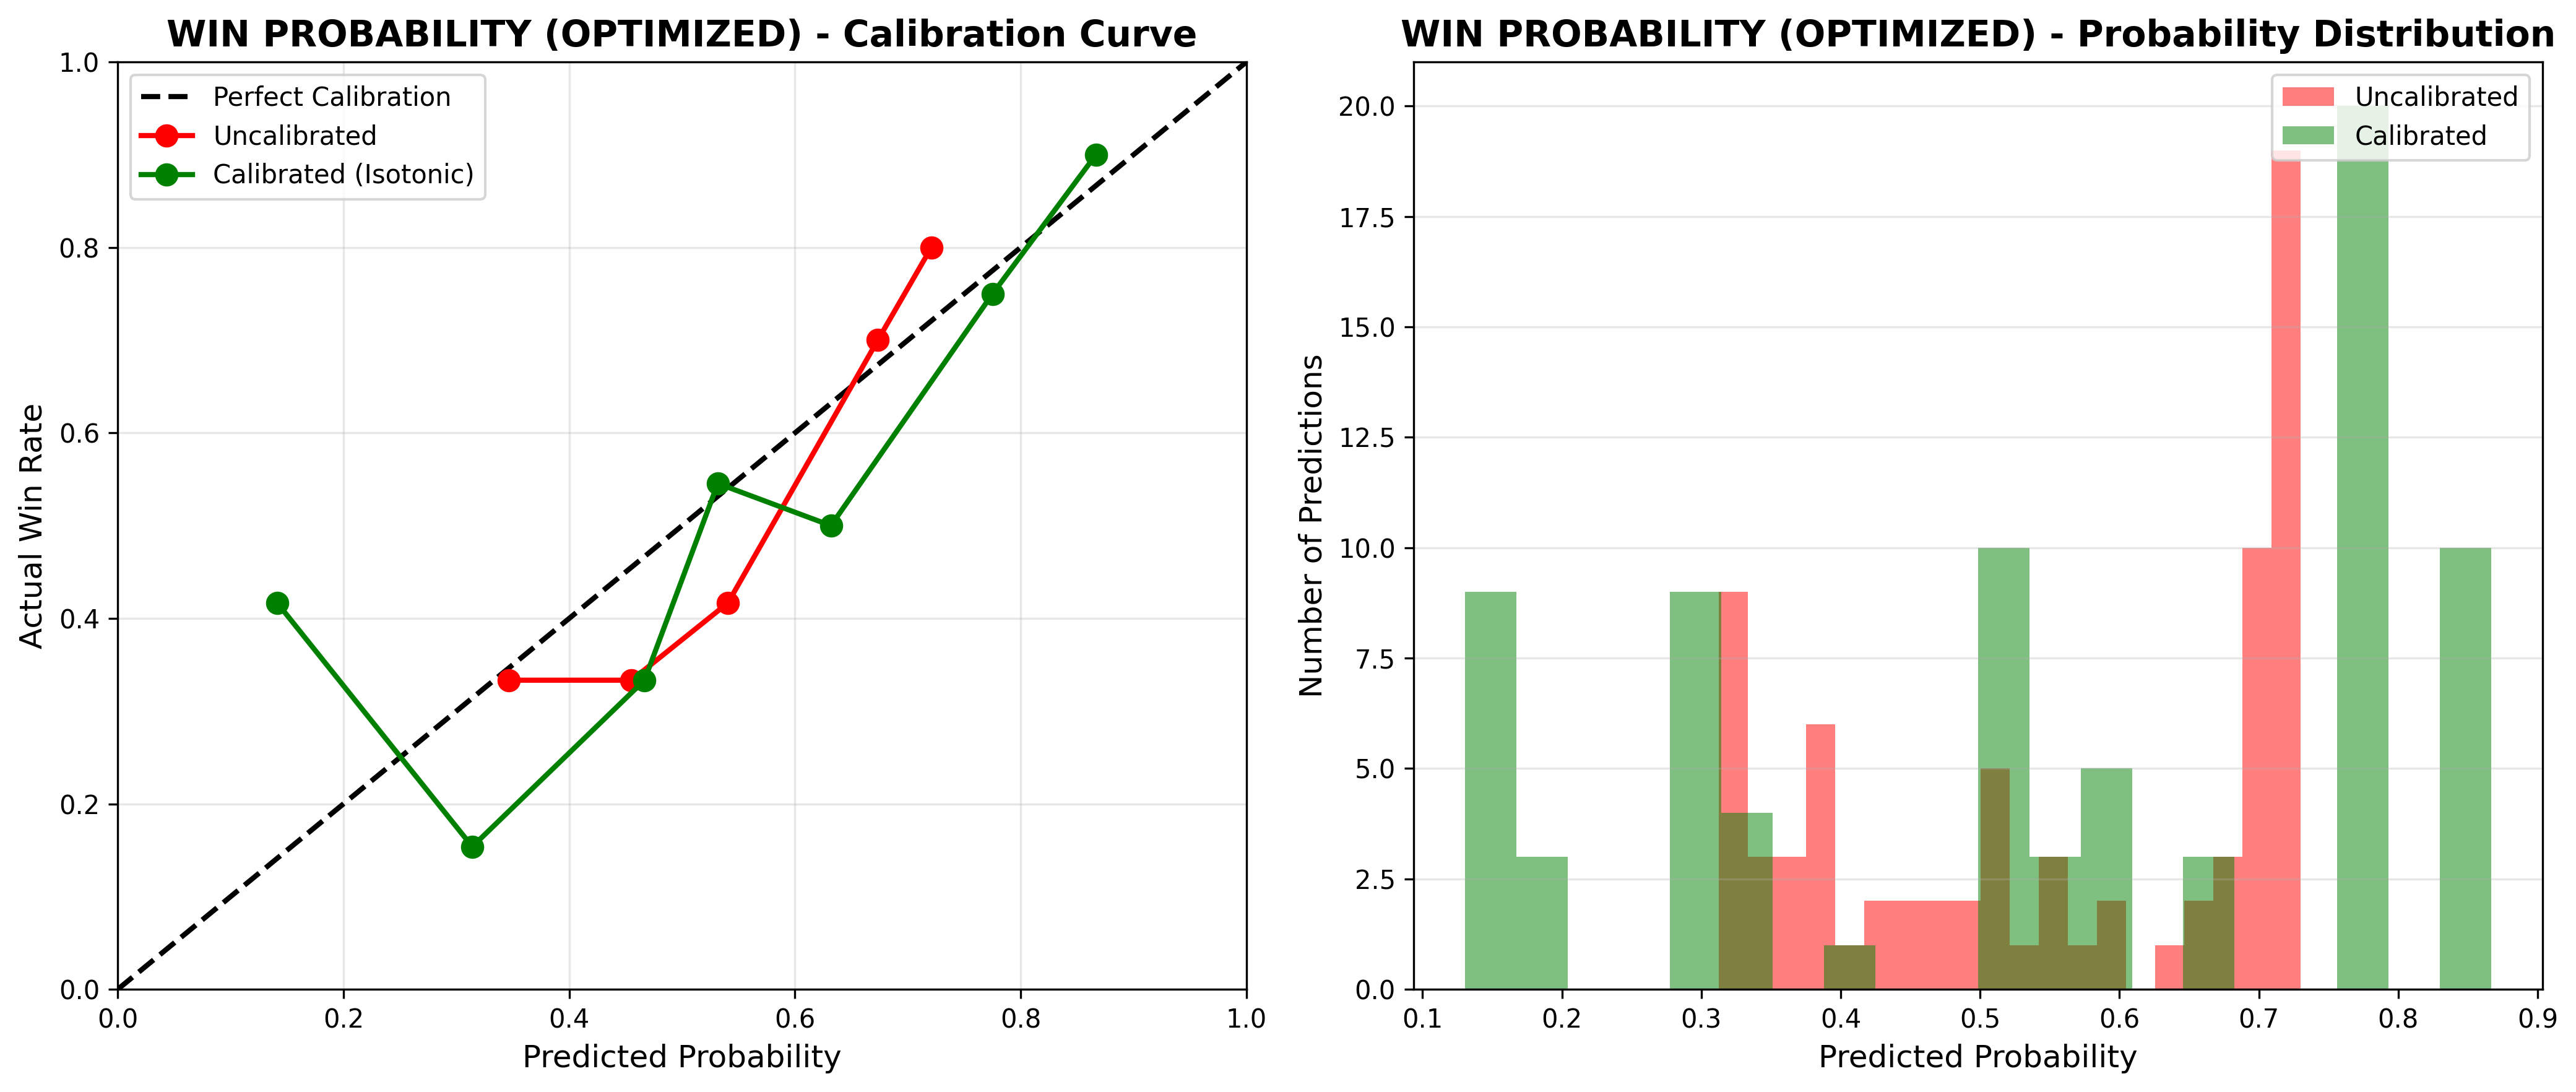 WIN PROBABILITY (OPTIMIZED) - Calibration Curve
1.0
0.8
0.6
0.4
0.2
0.0
Actual Win Rate
Perfect Calibration
Uncalibrated
Calibrated (Isotonic)
0.0 0.2 0.4 0.6 0.8 1.0
Predicted Probability
WIN PROBABILITY (OPTIMIZED) - Probability Distribution
20.0
17.5
15.0
12.5
10.0
7.5
5.0
2.5
0.0
Number of Predictions
Uncalibrated
Calibrated
0.1 0.2 0.3 0.4 0.5 0.6 0.7 0.8 0.9
Predicted Probability